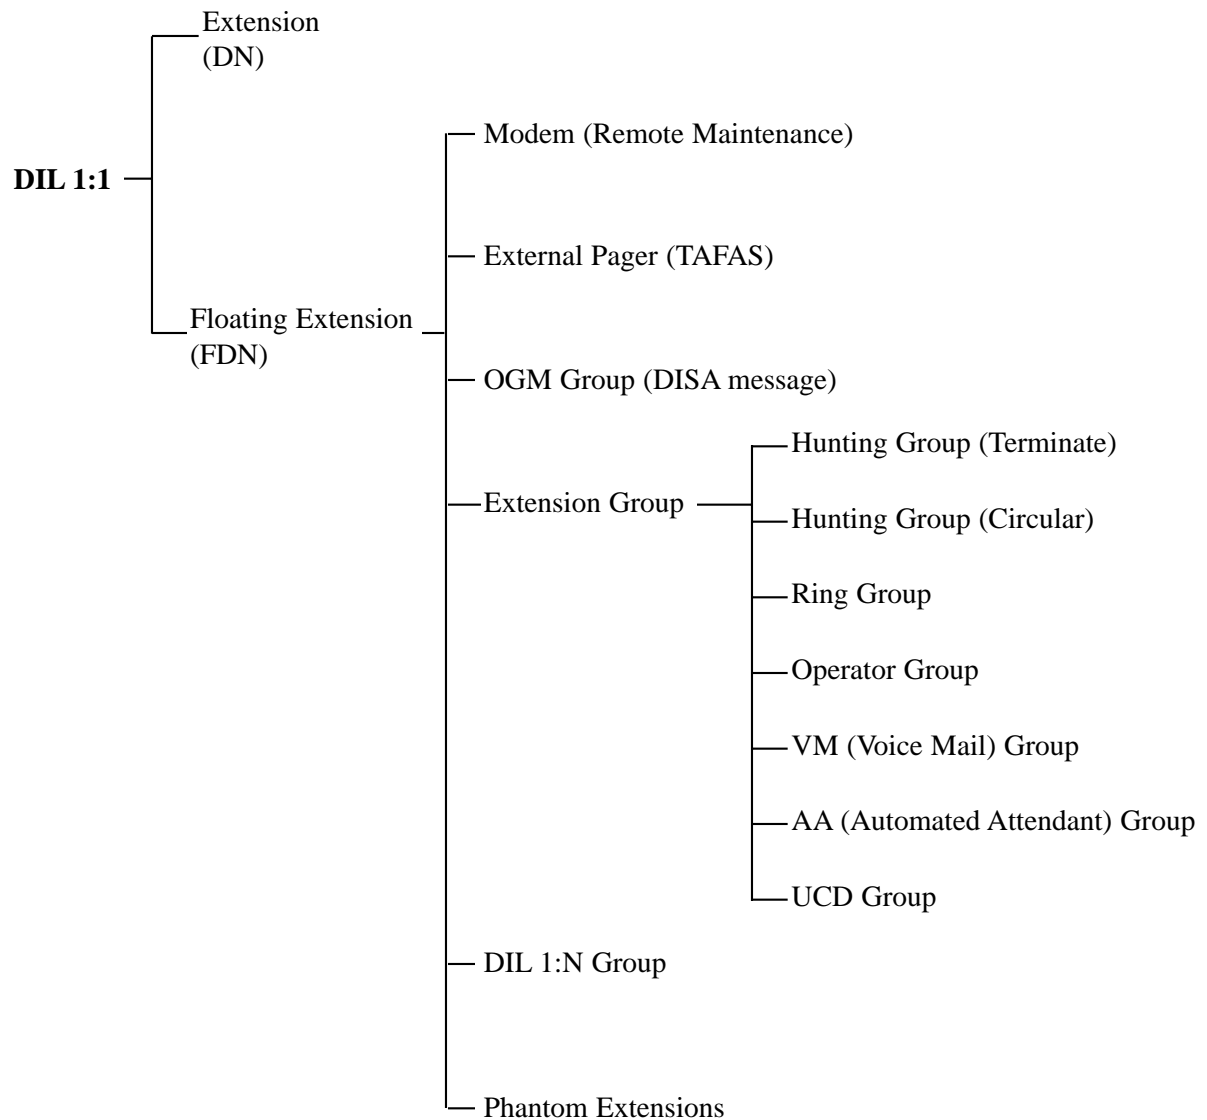 Extension
(DN)
Modem (Remote Maintenance)
DIL 1:1
External Pager (TAFAS)
Floating Extension
(FDN)
OGM Group (DISA message)
Hunting Group (Terminate)
Extension Group
Hunting Group (Circular)
Ring Group
Operator Group
VM (Voice Mail) Group
AA (Automated Attendant) Group
UCD Group
DIL 1:N Group
Phantom Extensions